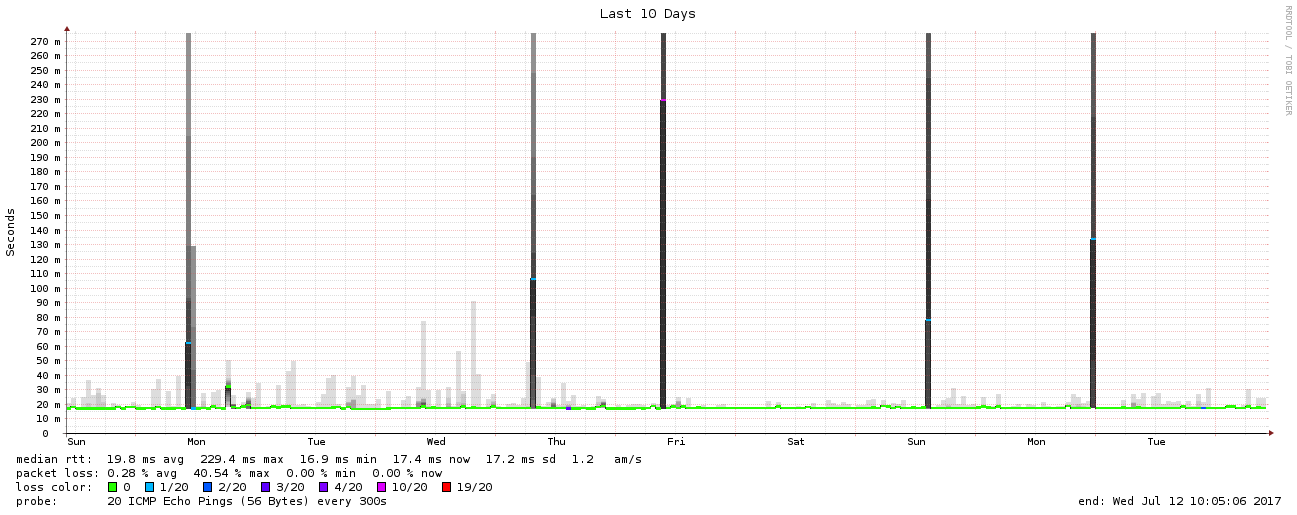 Last 10 Days
RRDTOOL / TOBI OETIKER
Seconds
270 m
260 m
250 m
240 m
230 m
220 m
210 m
200 m
190 m
180 m
170 m
160 m
150 m
140 m
130 m
120 m
110 m
100 m
90 m
80 m
70 m
60 m
50 m
40 m
30 m
20 m
10 m
0
Sun Mon Tue Wed Thu Fri Sat Sun Mon Tue
median rtt: 19.8 ms avg 229.4 ms max 16.9 ms min 17.4 ms now 17.2 ms sd 1.2 am/s
packet loss: 0.28 % avg 40.54 % max 0.00 % min 0.00 % now
loss color: 0 1/20 2/20 3/20 4/20 10/20 19/20
probe: 20 ICMP Echo Pings (56 Bytes) every 300s end: Wed Jul 12 10:05:06 2017